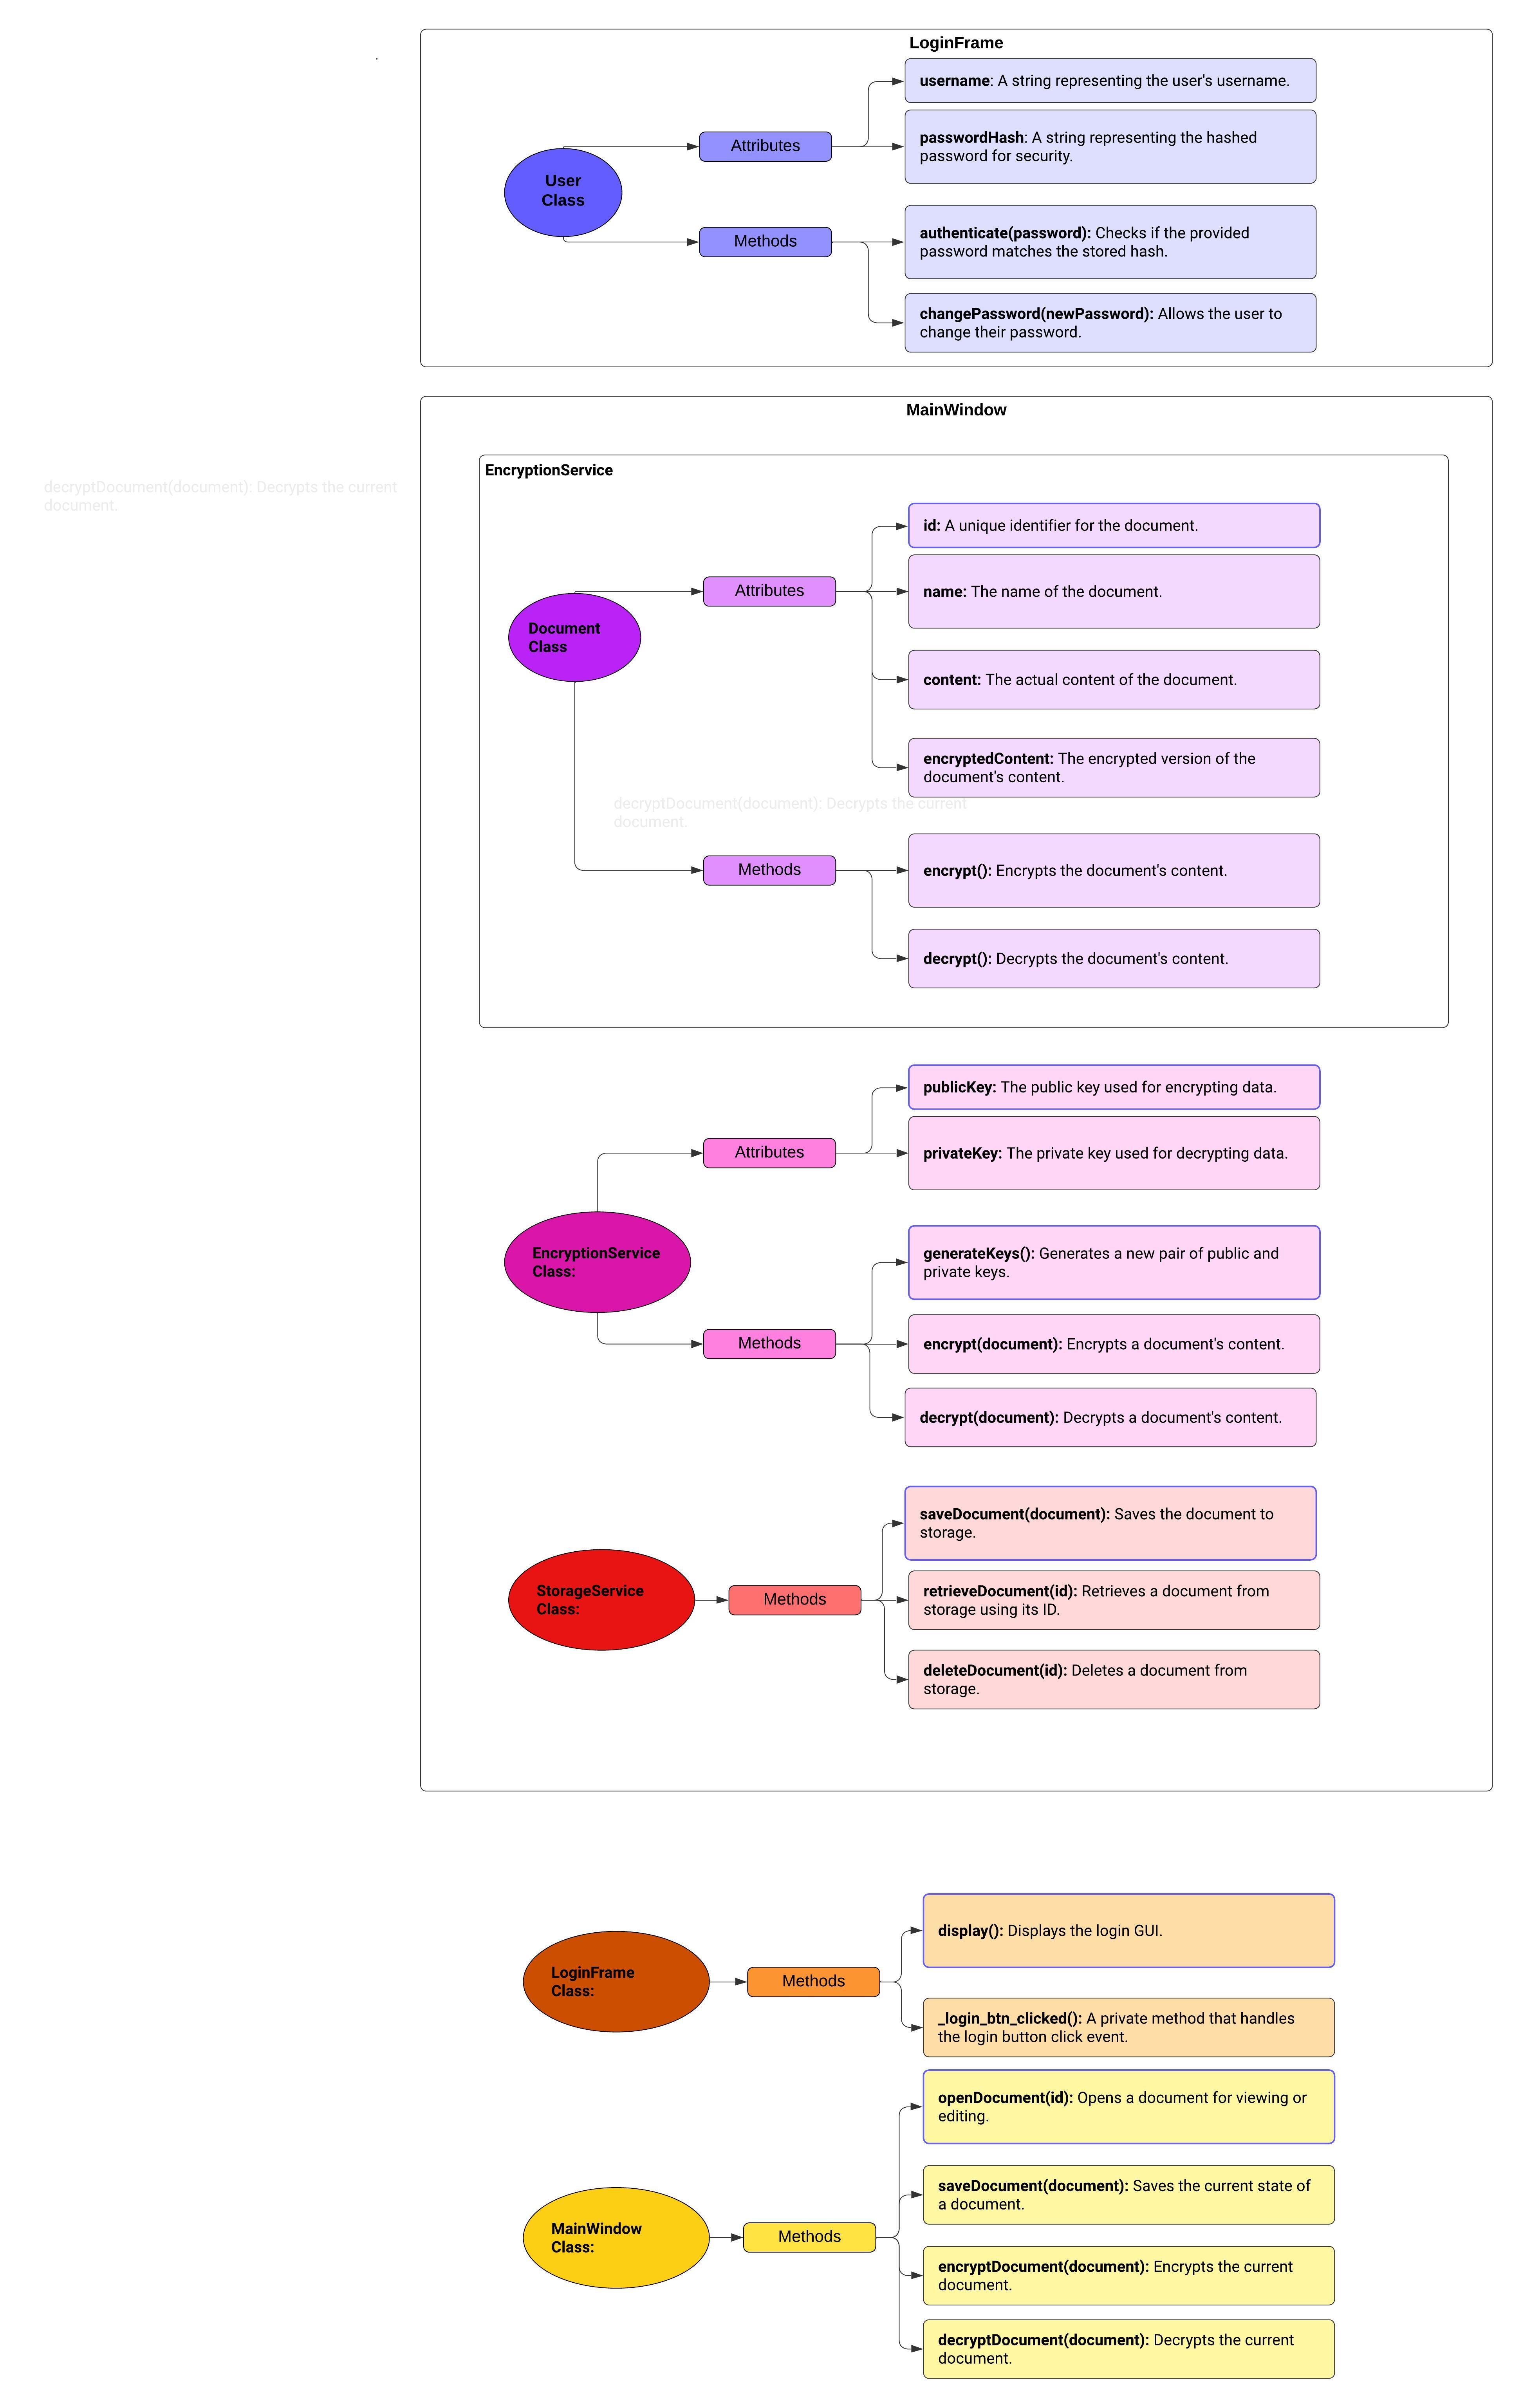 LoginFrame
username: A string representing the user's username.
Attributes
passwordHash: A string representing the hashed
password for security.
User
Class
authenticate(password): Checks if the provided
password matches the stored hash.
Methods
changePassword(newPassword): Allows the user to
change their password.
MainWindow
EncryptionService
decryptDocument(document): Decrypts the current
document.
id: A unique identifier for the document.
Attributes
name: The name of the document.
Document
Class
content: The actual content of the document.
encryptedContent: The encrypted version of the
document's content.
decryptDocument(document): Decrypts the current
document.
Methods
encrypt(): Encrypts the document's content.
decrypt(): Decrypts the document's content.
publicKey: The public key used for encrypting data.
Attributes
privateKey: The private key used for decrypting data.
EncryptionService
Class:
generateKeys(): Generates a new pair of public and
private keys.
Methods
encrypt(document): Encrypts a document's content.
decrypt(document): Decrypts a document's content.
saveDocument(document): Saves the document to
storage.
StorageService
Class:
Methods
retrieveDocument(id): Retrieves a document from
storage using its ID.
deleteDocument(id): Deletes a document from
storage.
display(): Displays the login GUI.
LoginFrame
Class:
Methods
_login_btn_clicked(): A private method that handles
the login button click event.
openDocument(id): Opens a document for viewing or
editing.
saveDocument(document): Saves the current state of
a document.
MainWindow
Class:
Methods
encryptDocument(document): Encrypts the current
document.
decryptDocument(document): Decrypts the current
document.